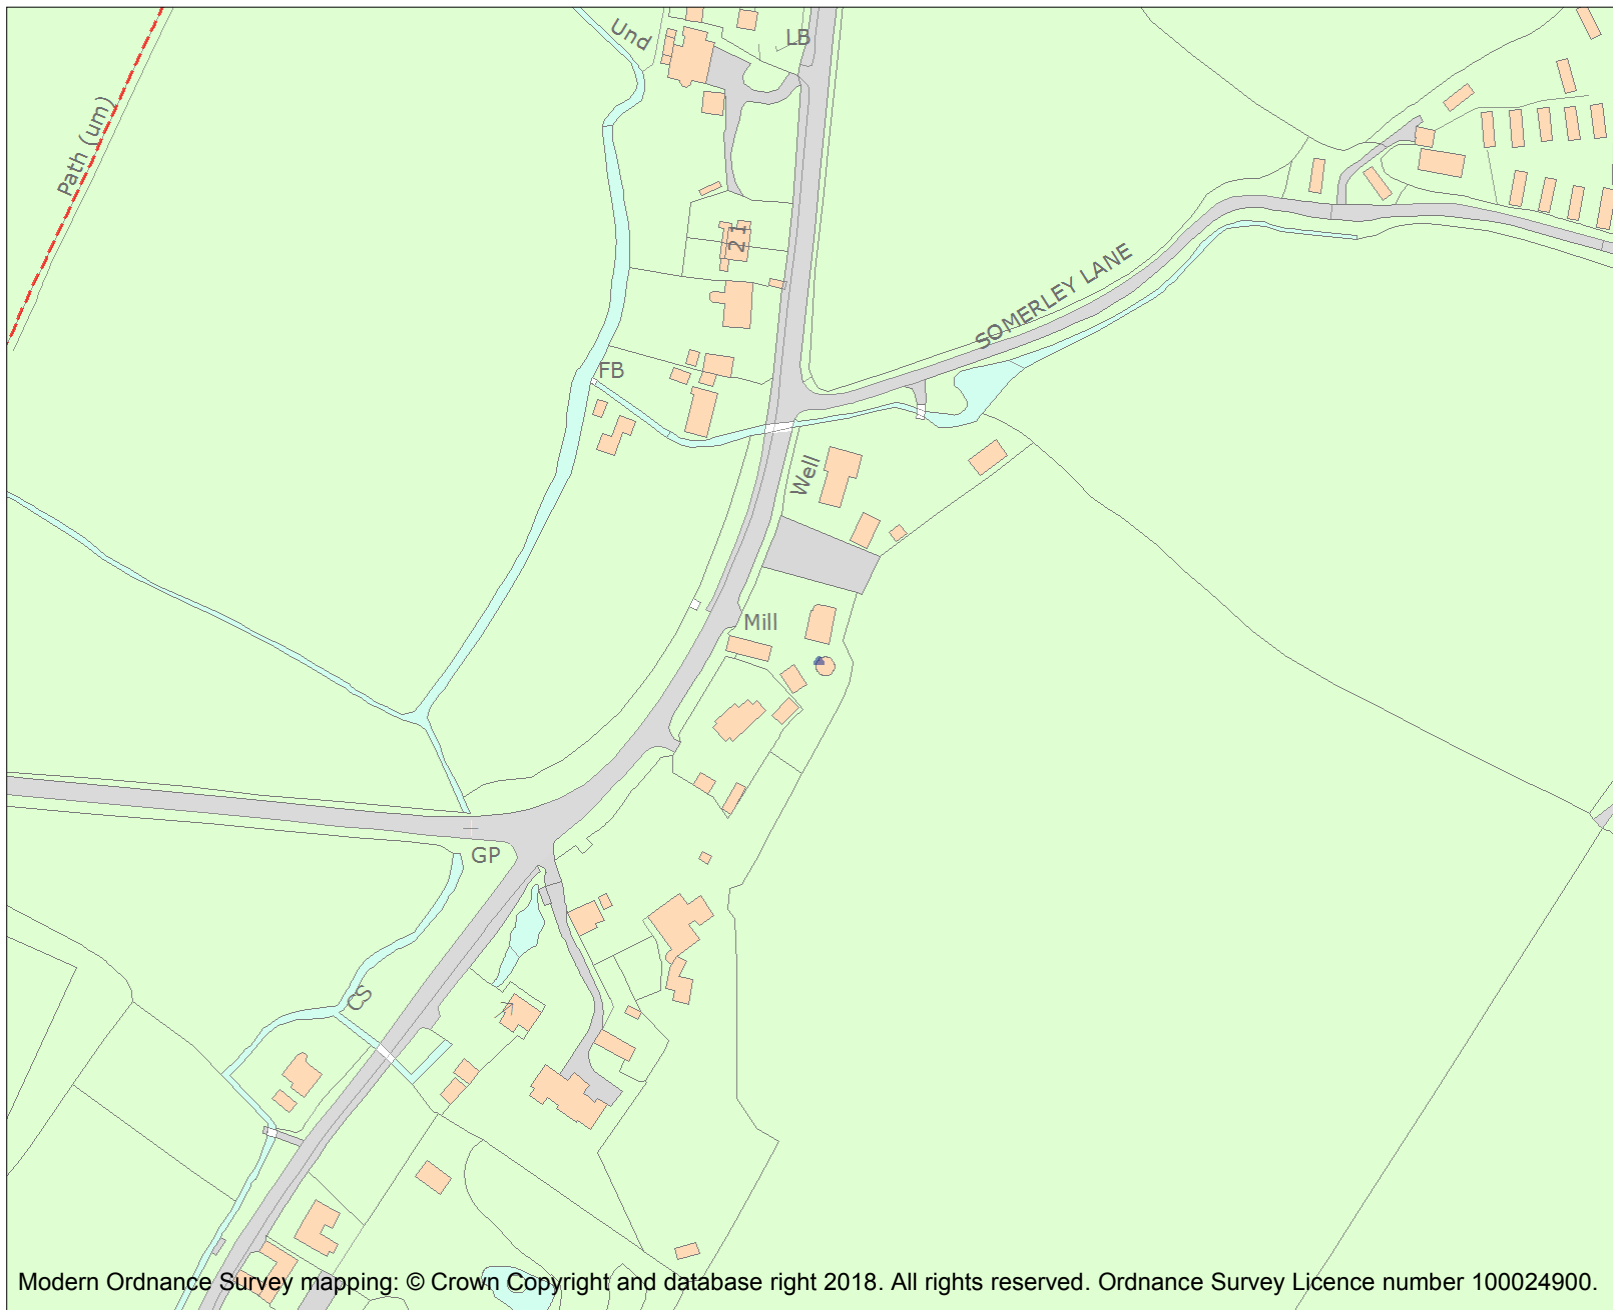 Und
LB
Path (um)
21
SOMERLEY LANE
FB
Well
Mill
GP
CS
Modern Ordnance Survey mapping: © Crown Copyright and database right 2018. All rights reserved. Ordnance Survey Licence number 100024900.